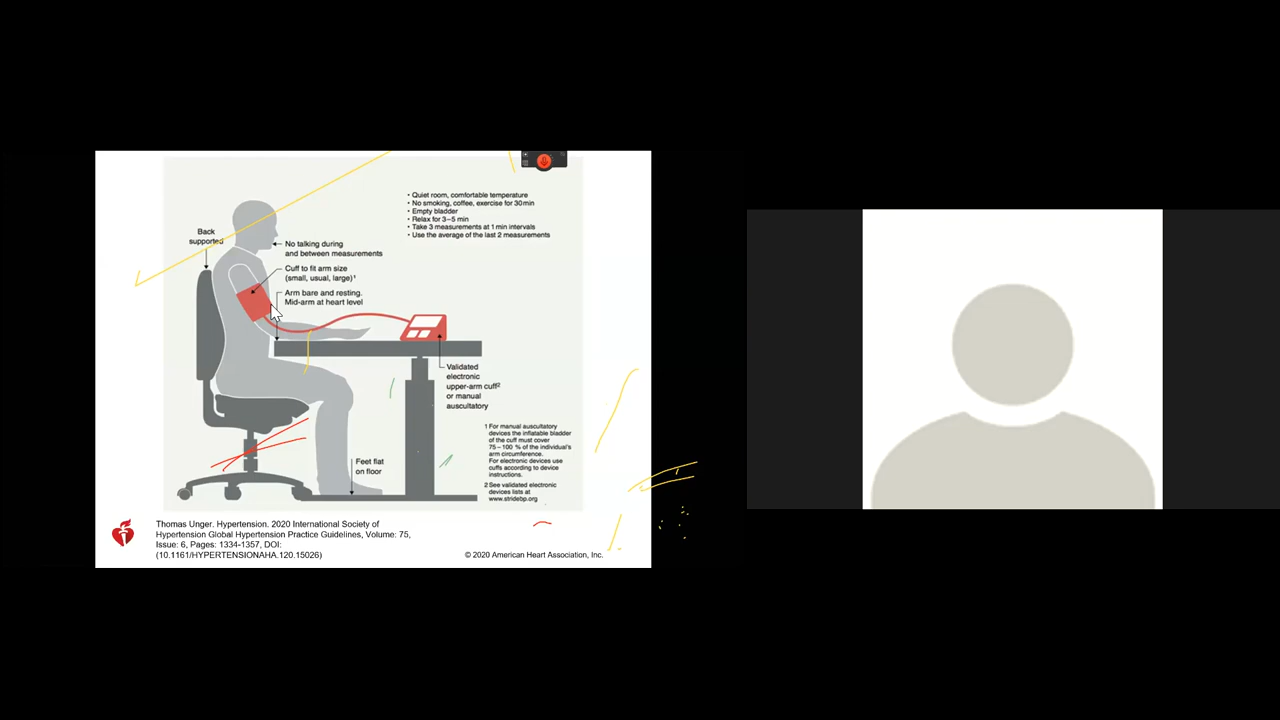 • Quiet room, comfortable temperature
• No smoking, coffee, exercise for 30 min
• Empty bladder
• Relax for 3–5 min
• Take 3 measurements at 1 min intervals
• Use the average of the last 2 measurements
Back
supported
No talking during
and between measurements
Cuff to fit arm size
(small, usual, large)¹
Arm bare and resting.
Mid-arm at heart level
Validated
electronic
upper-arm cuff²
or manual
auscultatory
Feet flat
on floor
1 For manual auscultatory
devices the inflatable bladder
of the cuff must cover
75–100 % of the individual's
arm circumference.
For electronic devices use
cuffs according to device
instructions.
2 See validated electronic
devices lists at
www.stridebp.org
Thomas Unger. Hypertension. 2020 International Society of
Hypertension Global Hypertension Practice Guidelines, Volume: 75,
Issue: 6, Pages: 1334-1357, DOI:
(10.1161/HYPERTENSIONAHA.120.15026)
© 2020 American Heart Association, Inc.